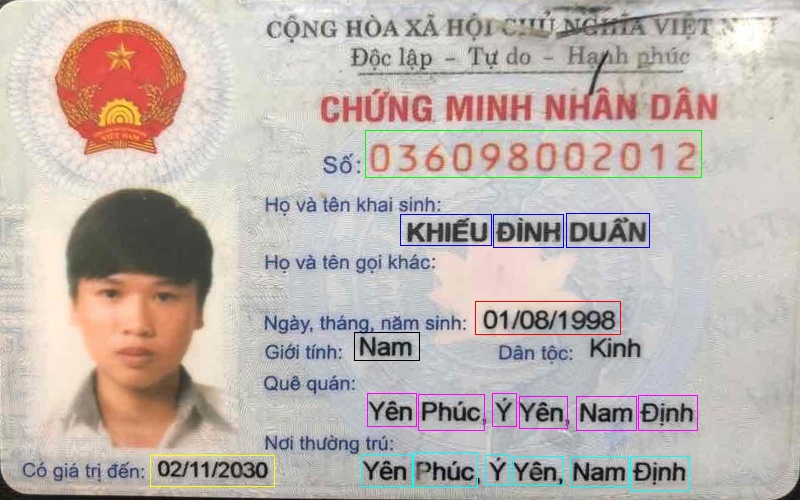 CỘNG HÒA XÃ HỘI CHỦ NGHĨA VIỆT NAM
Độc lập - Tự do - Hạnh phúc
CHỨNG MINH NHÂN DÂN
VIỆT NAM
Số: 036098002012
Họ và tên khai sinh:
KHIẾU ĐÌNH DUẨN
Họ và tên gọi khác:
Ngày, tháng, năm sinh: 01/08/1998
Giới tính: Nam Dân tộc: Kinh
Quê quán:
Yên Phúc, Ý Yên, Nam Định
Nơi thường trú:
Có giá trị đến: 02/11/2030 Yên Phúc, Ý Yên, Nam Định